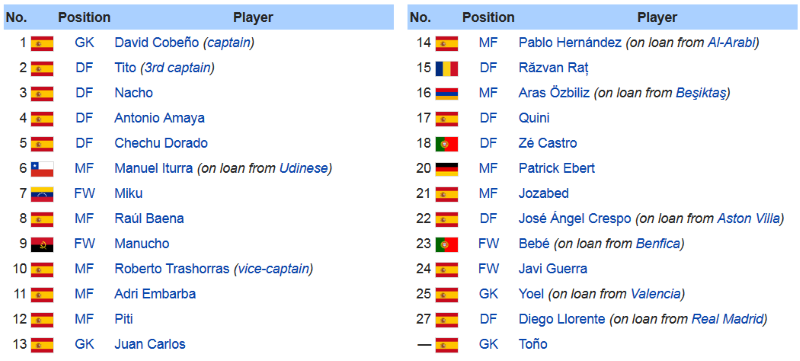 No. Position Player
1 GK David Cobeño (captain)
2 DF Tito (3rd captain)
3 DF Nacho
4 DF Antonio Amaya
5 DF Chechu Dorado
6 MF Manuel Iturra (on loan from Udinese)
7 FW Miku
8 MF Raúl Baena
9 FW Manucho
10 MF Roberto Trashorras (vice-captain)
11 MF Adri Embarba
12 MF Piti
13 GK Juan Carlos
No. Position Player
14 MF Pablo Hernández (on loan from Al-Arabi)
15 DF Răzvan Raț
16 MF Aras Özbiliz (on loan from Beşiktaş)
17 DF Quini
18 DF Zé Castro
20 MF Patrick Ebert
21 MF Jozabed
22 DF José Ángel Crespo (on loan from Aston Villa)
23 FW Bebé (on loan from Benfica)
24 FW Javi Guerra
25 GK Yoel (on loan from Valencia)
27 DF Diego Llorente (on loan from Real Madrid)
— GK Toño